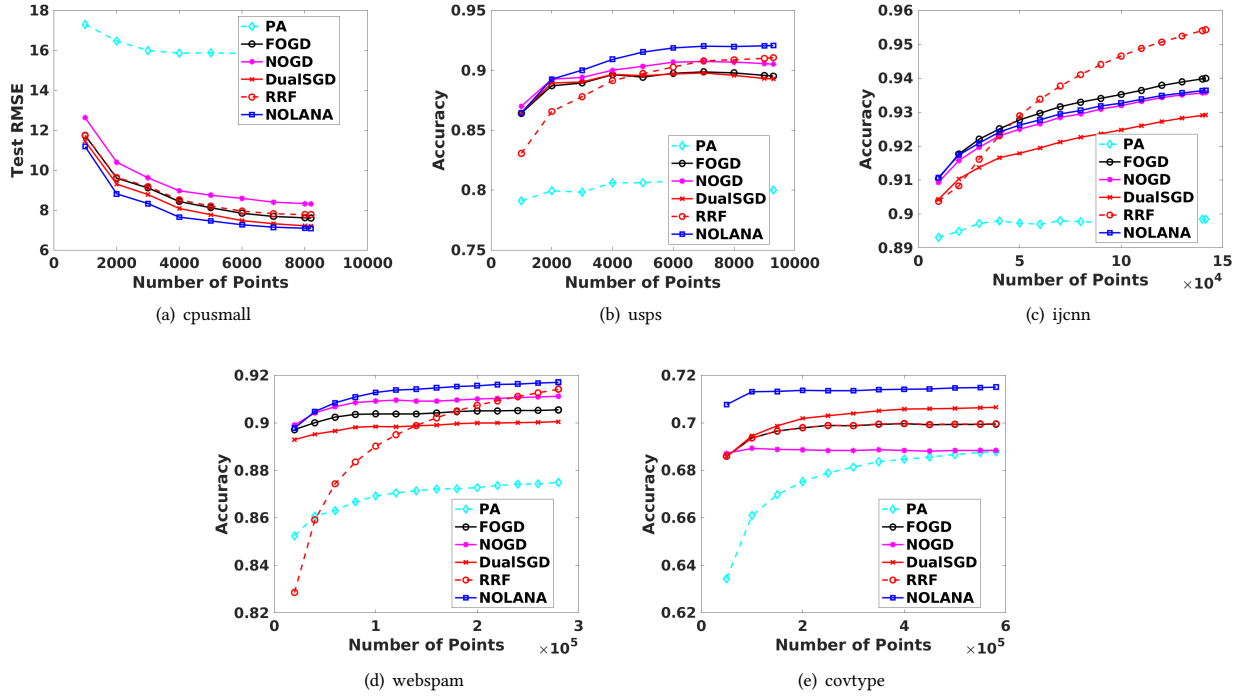 18
16
14
12
10
8
6
Test RMSE
0
2000
4000
6000
8000
10000
Number of Points
PA
FOGD
NOGD
DualSGD
RRF
NOLANA
(a) cpusmall
0.95
0.9
0.85
0.8
0.75
Accuracy
0
2000
4000
6000
8000
10000
Number of Points
PA
FOGD
NOGD
DualSGD
RRF
NOLANA
(b) usps
0.96
0.95
0.94
0.93
0.92
0.91
0.9
0.89
Accuracy
0
5
10
15
Number of Points
×10⁴
PA
FOGD
NOGD
DualSGD
RRF
NOLANA
(c) ijcnn
0.92
0.9
0.88
0.86
0.84
0.82
Accuracy
0
1
2
3
Number of Points
×10⁵
PA
FOGD
NOGD
DualSGD
RRF
NOLANA
(d) webspam
0.72
0.7
0.68
0.66
0.64
0.62
Accuracy
0
2
4
6
Number of Points
×10⁵
PA
FOGD
NOGD
DualSGD
RRF
NOLANA
(e) covtype